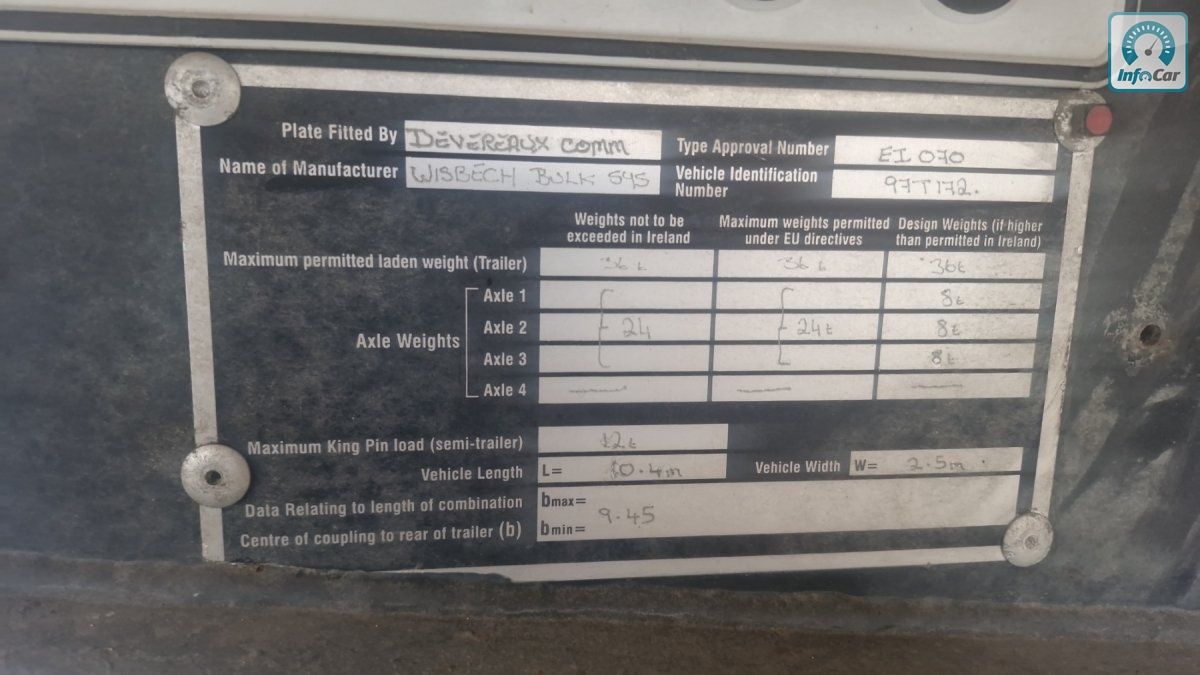 InfoCar
Plate Fitted By DEVEREAUX COMM Type Approval Number EI 070
Name of Manufacturer WISBECH BULK SYS Vehicle Identification Number 97T172.
Weights not to be exceeded in Ireland Maximum weights permitted under EU directives Design Weights (if higher than permitted in Ireland)
Maximum permitted laden weight (Trailer) 36t 36t 36t
Axle 1 8t
Axle Weights Axle 2 24 24t 8t
Axle 3 8t
Axle 4
Maximum King Pin load (semi-trailer) 12t
Vehicle Length L= 10.4m Vehicle Width W= 2.5m
Data Relating to length of combination bmax= 9.45
Centre of coupling to rear of trailer (b) bmin=